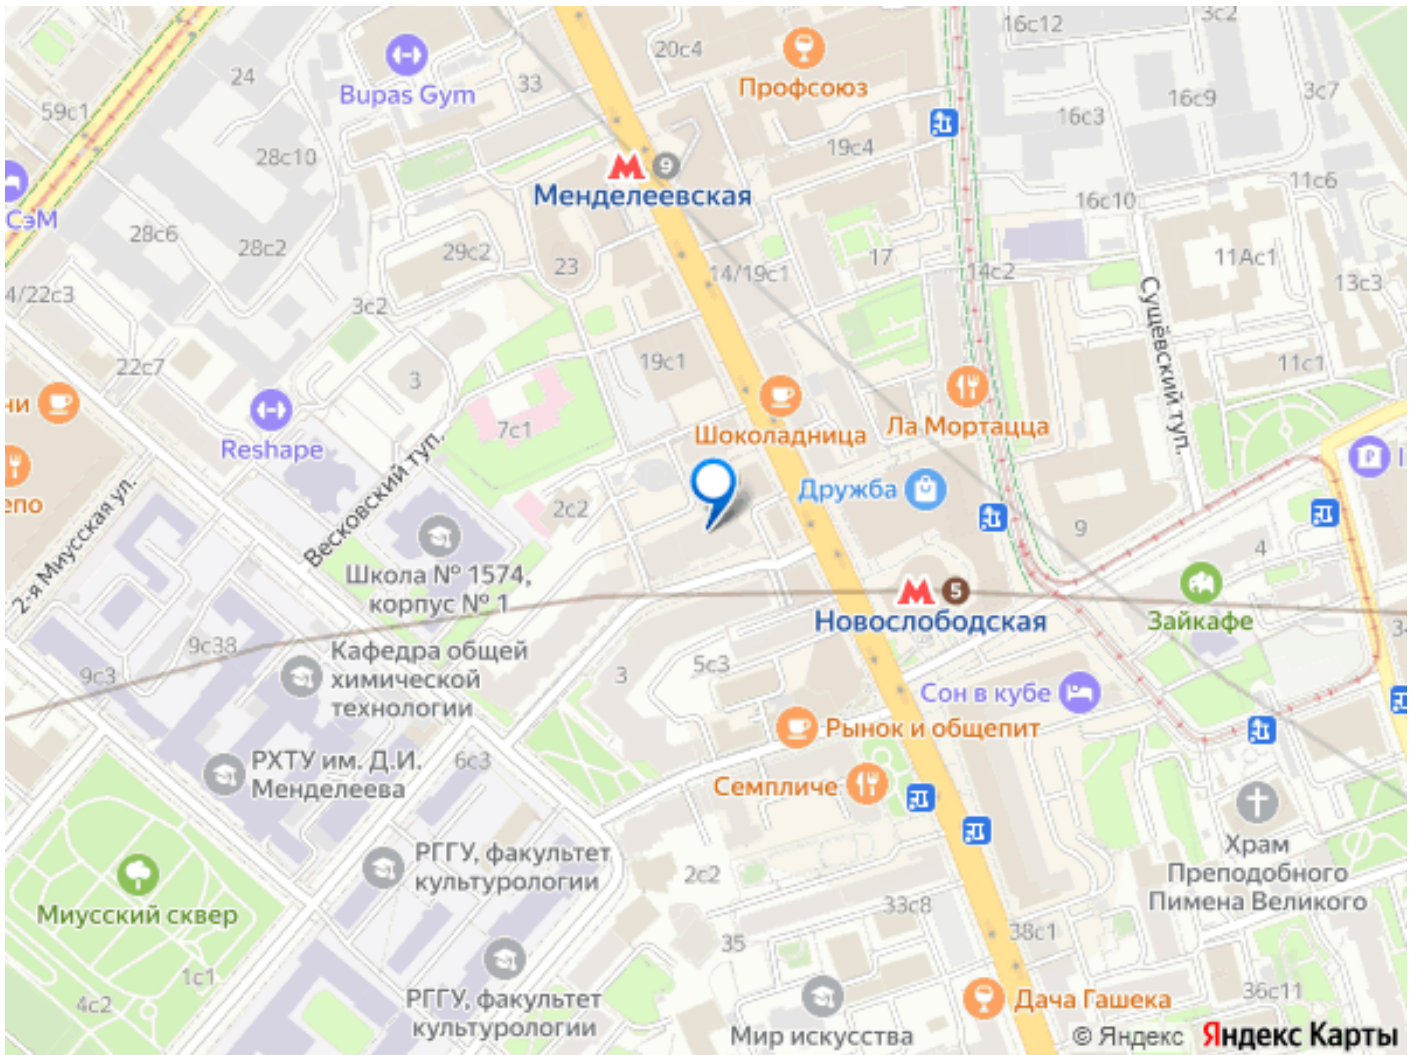 16с12
3с2
20с4
Профсоюз
24
33
Bupas Gym
59с1
16с9
3с7
16с3
19с4
28с10
9
Менделеевская
11с6
16с10
СэМ
28с6
28с2
29с2
23
14/19с1
17
14с2
11Ас1
13с3
4/22с3
3с2
Сущёвский туп.
22с7
19с1
11с1
3
чи
Reshape
7с1
Шоколадница
Ла Мортацца
Весковский туп.
епо
2-я Миусская ул.
2с2
Дружба
9
4
Школа № 1574,
корпус № 1
5
Новослободская
Зайкафе
9с38
9с3
Кафедра общей
химической
технологии
3
5с3
Сон в кубе
Рынок и общепит
РХТУ им. Д.И.
Менделеева
6с3
Семпличе
Храм
Преподобного
Пимена Великого
РГГУ, факультет
культурологии
2с2
33с8
Миусский сквер
35
38с1
1с1
4с2
РГГУ, факультет
культурологии
Дача Гашека
36с11
Мир искусства
© Яндекс Яндекс Карты